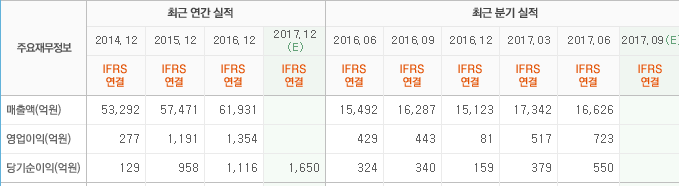 주요재무정보 최근 연간 실적 최근 분기 실적
2014.12 2015.12 2016.12 2017.12 (E) 2016.06 2016.09 2016.12 2017.03 2017.06 2017.09(E)
IFRS IFRS IFRS IFRS IFRS IFRS IFRS IFRS IFRS IFRS
연결 연결 연결 연결 연결 연결 연결 연결 연결 연결
매출액(억원) 53,292 57,471 61,931 15,492 16,287 15,123 17,342 16,626
영업이익(억원) 277 1,191 1,354 429 443 81 517 723
당기순이익(억원) 129 958 1,116 1,650 324 340 159 379 550